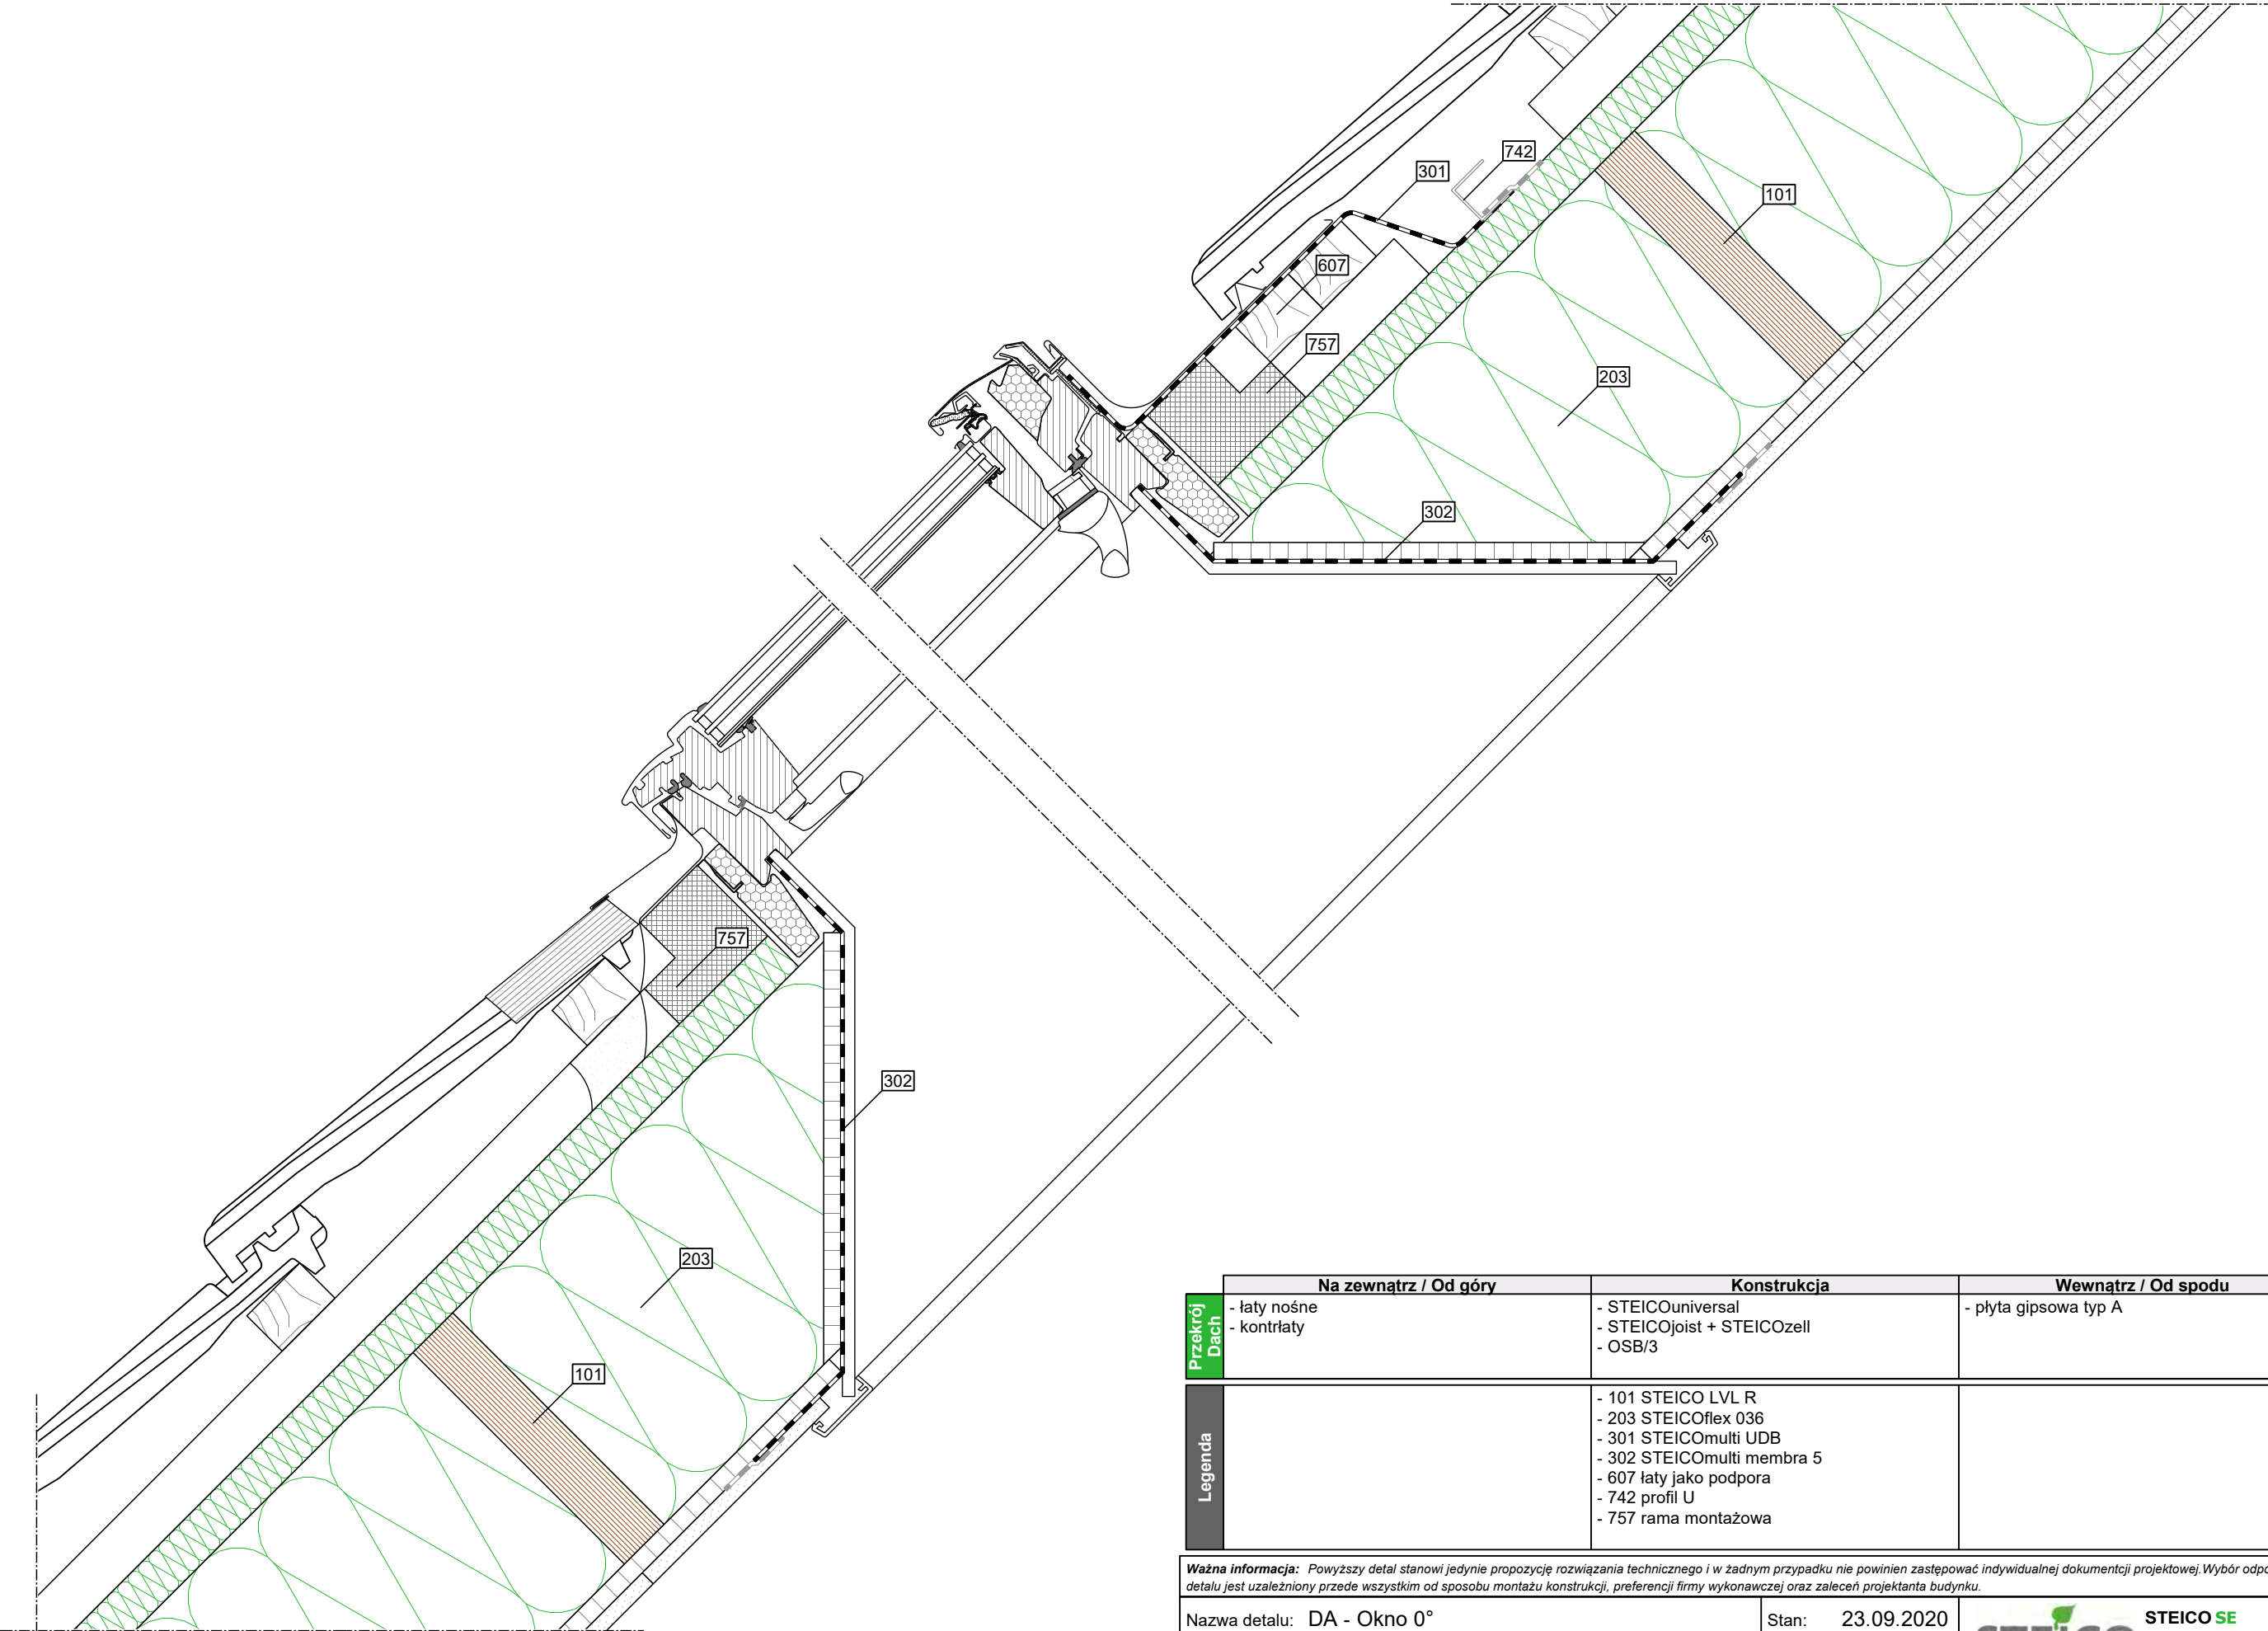 742
301
101
607
757
203
302
757
302
203
101
Na zewnątrz / Od góry
Konstrukcja
Wewnątrz / Od spodu
Przekrój
Dach
- łaty nośne
- kontrłaty
- STEICOuniversal
- STEICOjoist + STEICOzell
- OSB/3
- płyta gipsowa typ A
Legenda
- 101 STEICO LVL R
- 203 STEICOflex 036
- 301 STEICOmulti UDB
- 302 STEICOmulti membra 5
- 607 łaty jako podpora
- 742 profil U
- 757 rama montażowa
Ważna informacja: Powyższy detal stanowi jedynie propozycję rozwiązania technicznego i w żadnym przypadku nie powinien zastępować indywidualnej dokumentcji projektowej.Wybór
detalu jest uzależniony przede wszystkim od sposobu montażu konstrukcji, preferencji firmy wykonawczej oraz zaleceń projektanta budynku.
Nazwa detalu: DA - Okno 0°
Stan: 23.09.2020
STEICO SE